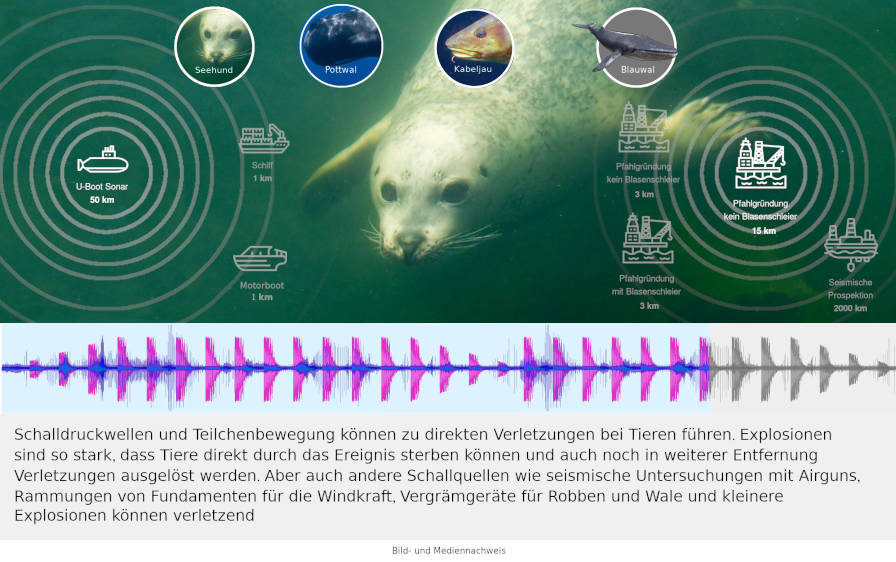 Seehund
Pottwal
Kabeljau
Blauwal
U-Boot Sonar
50 km
Schiff
1 km
Motorboot
1 km
Pfahlgründung
kein Blasenschleier
3 km
Pfahlgründung
mit Blasenschleier
3 km
Pfahlgründung
kein Blasenschleier
15 km
Seismische
Prospektion
2000 km
Schalldruckwellen und Teilchenbewegung können zu direkten Verletzungen bei Tieren führen. Explosionen
sind so stark, dass Tiere direkt durch das Ereignis sterben können und auch noch in weiterer Entfernung
Verletzungen ausgelöst werden. Aber auch andere Schallquellen wie seismische Untersuchungen mit Airguns,
Rammungen von Fundamenten für die Windkraft, Vergrämgeräte für Robben und Wale und kleinere
Explosionen können verletzend
Bild- und Mediennachweis